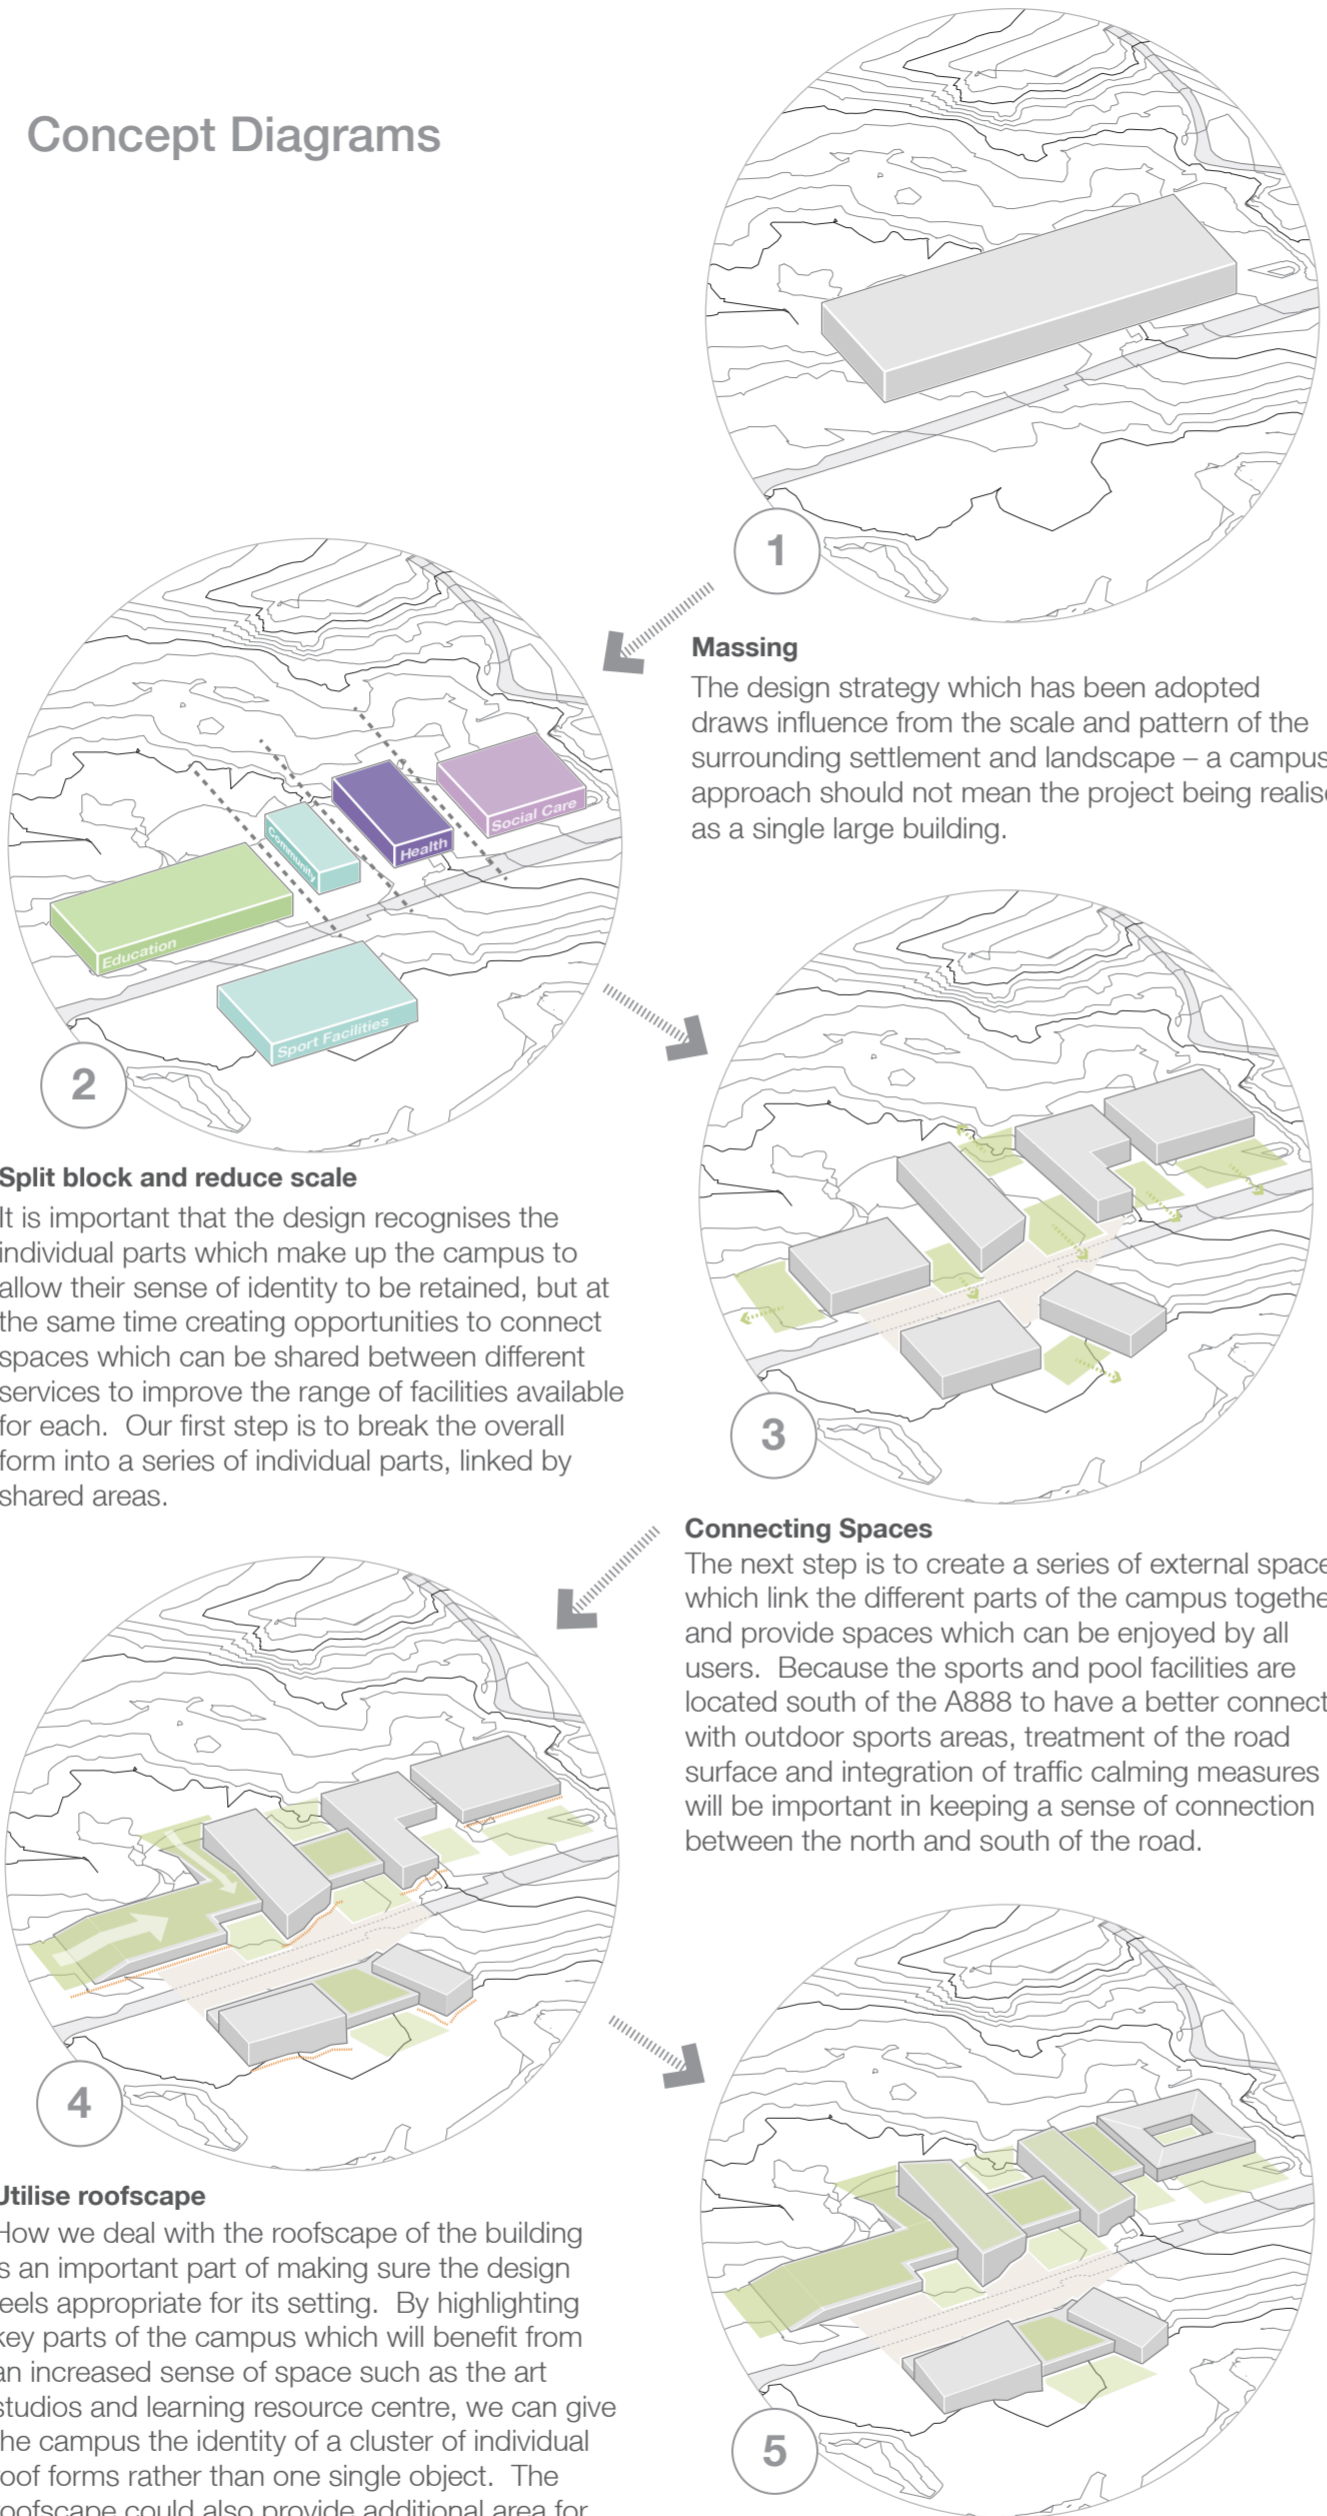 Concept Diagrams
1
Massing
The design strategy which has been adopted
draws influence from the scale and pattern of the
surrounding settlement and landscape – a campus
approach should not mean the project being realise
as a single large building.
Social Care
Health
Community
Education
Sport Facilities
2
Split block and reduce scale
It is important that the design recognises the
individual parts which make up the campus to
allow their sense of identity to be retained, but at
the same time creating opportunities to connect
spaces which can be shared between different
services to improve the range of facilities available
for each. Our first step is to break the overall
form into a series of individual parts, linked by
shared areas.
3
Connecting Spaces
The next step is to create a series of external space
which link the different parts of the campus togethe
and provide spaces which can be enjoyed by all
users. Because the sports and pool facilities are
located south of the A888 to have a better connect
with outdoor sports areas, treatment of the road
surface and integration of traffic calming measures
will be important in keeping a sense of connection
between the north and south of the road.
4
Utilise roofscape
How we deal with the roofscape of the building
s an important part of making sure the design
feels appropriate for its setting. By highlighting
key parts of the campus which will benefit from
an increased sense of space such as the art
studios and learning resource centre, we can give
the campus the identity of a cluster of individual
roof forms rather than one single object. The
roofscape could also provide additional area for
5